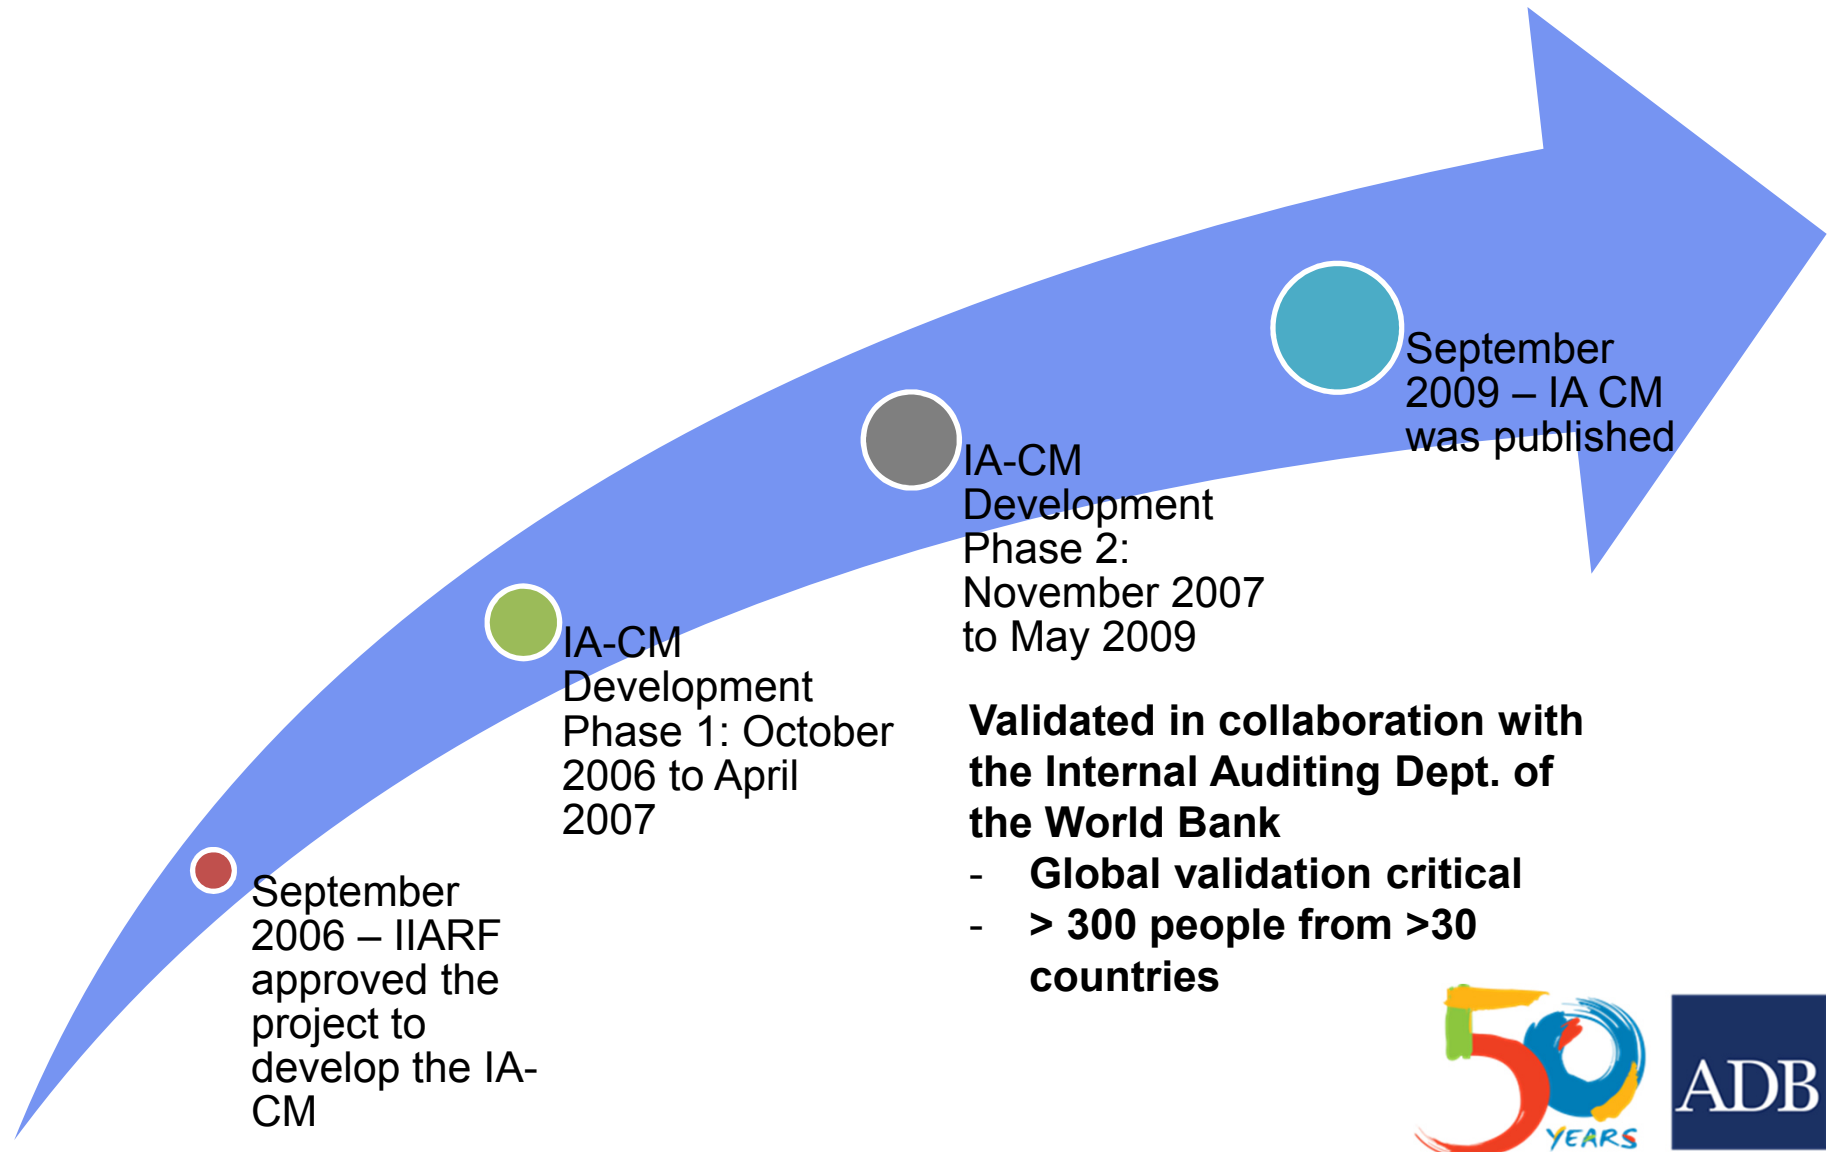 September
2006 – IIARF
approved the
project to
develop the IA-
CM
IA-CM
Development
Phase 1: October
2006 to April
2007
IA-CM
Development
Phase 2:
November 2007
to May 2009
September
2009 – IA CM
was published
Validated in collaboration with
the Internal Auditing Dept. of
the World Bank
- Global validation critical
- > 300 people from >30
countries
50
YEARS
ADB